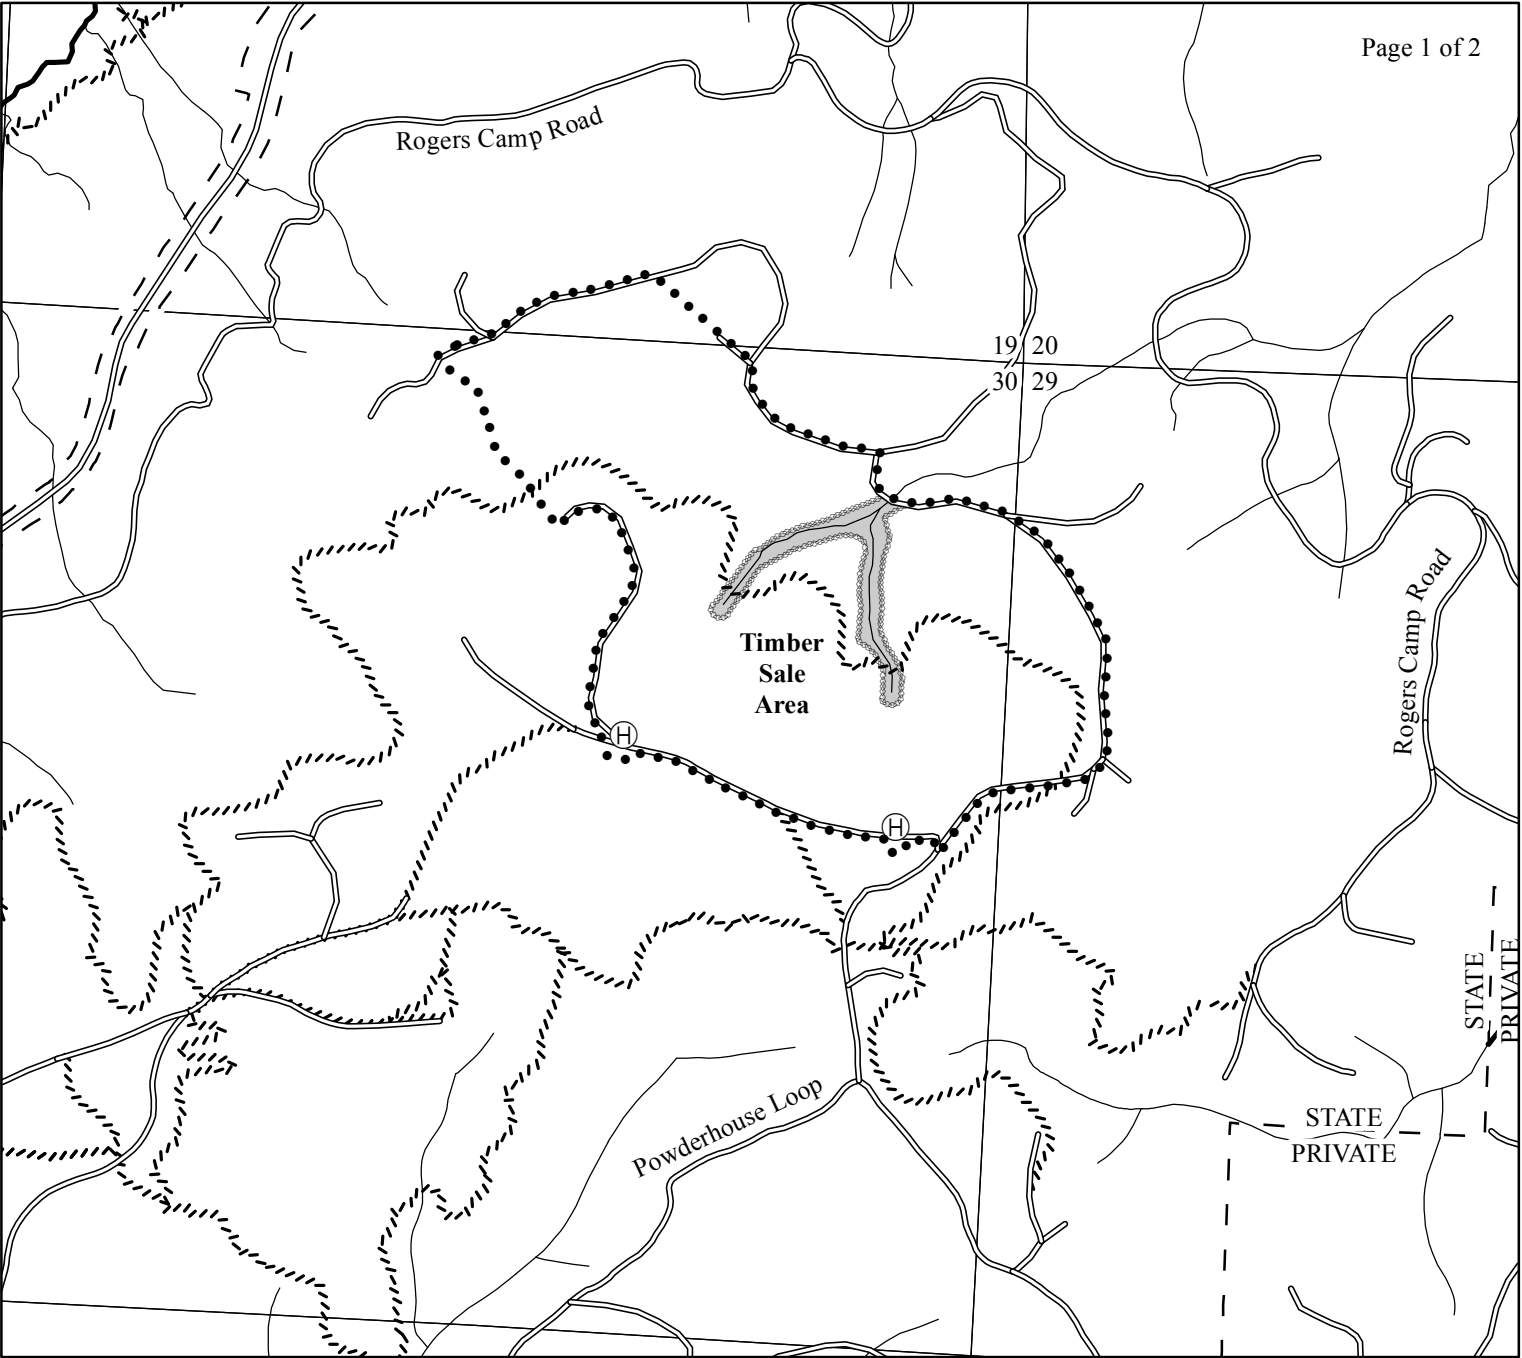 Page 1 of 2
Rogers Camp Road
19 20
30 29
Timber
Sale
Area
Rogers Camp Road
H
H
STATE
PRIVATE
Powderhouse Loop
STATE
PRIVATE